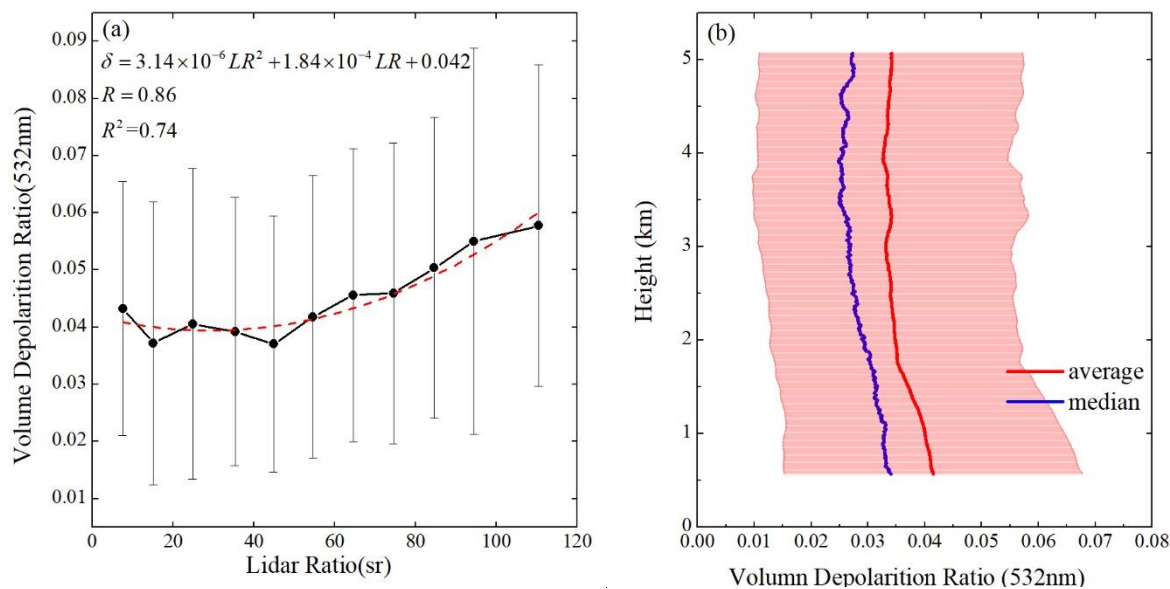 (a)
δ = 3.14×10⁻⁶ LR² +1.84×10⁻⁴ LR+0.042
R = 0.86
R² =0.74
Volume Depolarition Ratio(532nm)
0.09
0.08
0.07
0.06
0.05
0.04
0.03
0.02
0.01
0 20 40 60 80 100 120
Lidar Ratio(sr)
(b)
Height (km)
5
4
3
2
1
0
average
median
0.00 0.01 0.02 0.03 0.04 0.05 0.06 0.07 0.08
Volumn Depolarition Ratio (532nm)